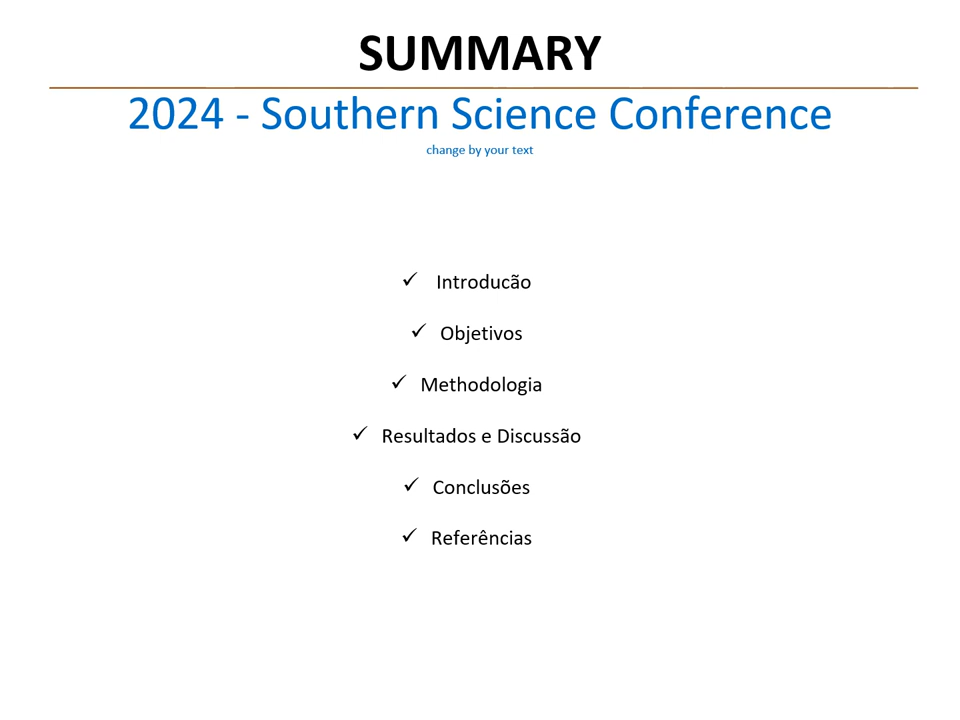 SUMMARY
2024 - Southern Science Conference
change by your text
✓ Introducão
✓ Objetivos
✓ Methodologia
✓ Resultados e Discussão
✓ Conclusões
✓ Referências